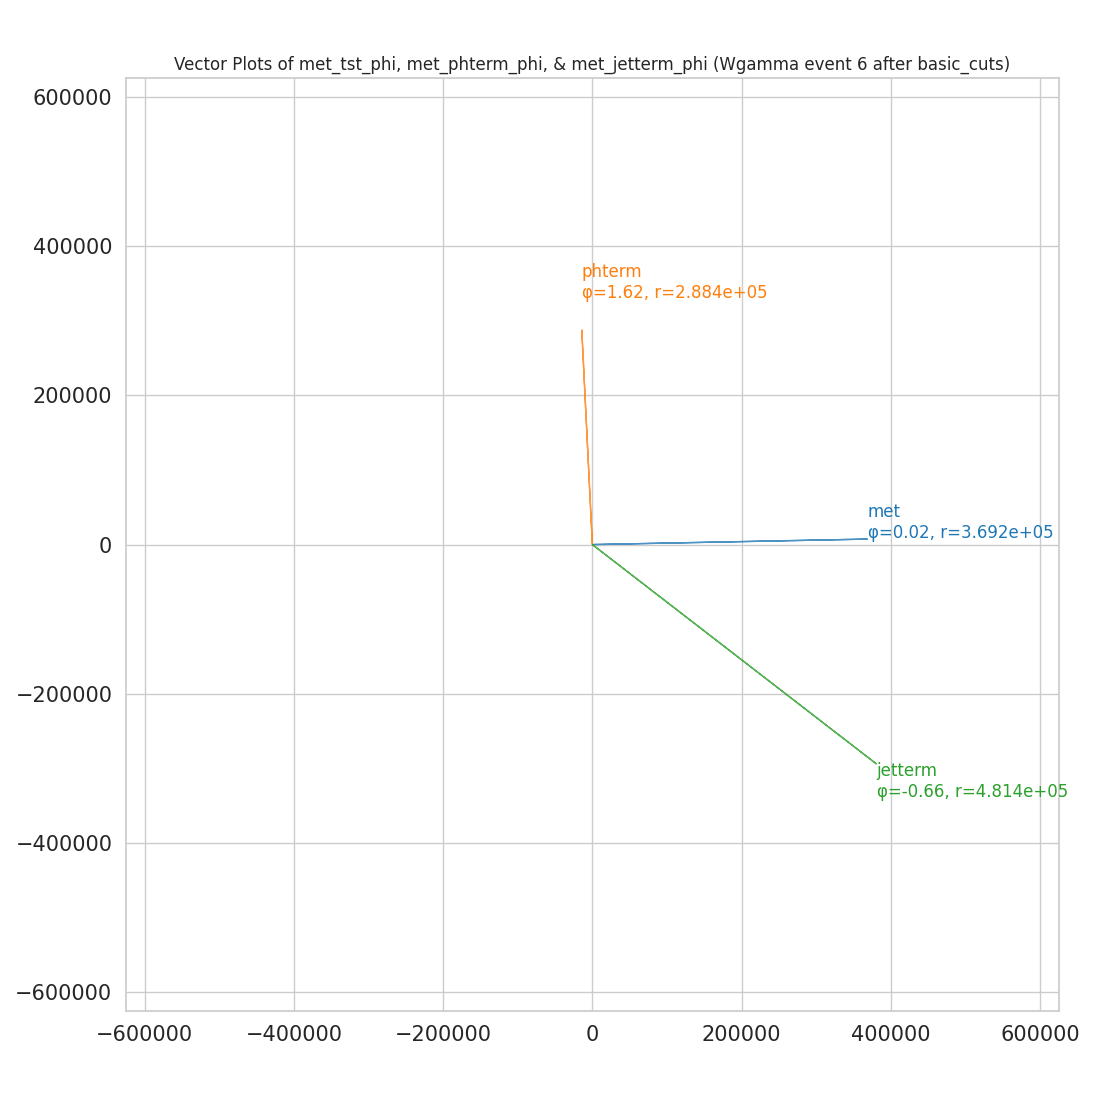 Vector Plots of met_tst_phi, met_phterm_phi, & met_jetterm_phi (Wgamma event 6 after basic_cuts)
600000
400000
200000
0
−200000
−400000
−600000
phterm
φ=1.62, r=2.884e+05
met
φ=0.02, r=3.692e+05
jetterm
φ=-0.66, r=4.814e+05
−600000
−400000
−200000
0
200000
400000
600000